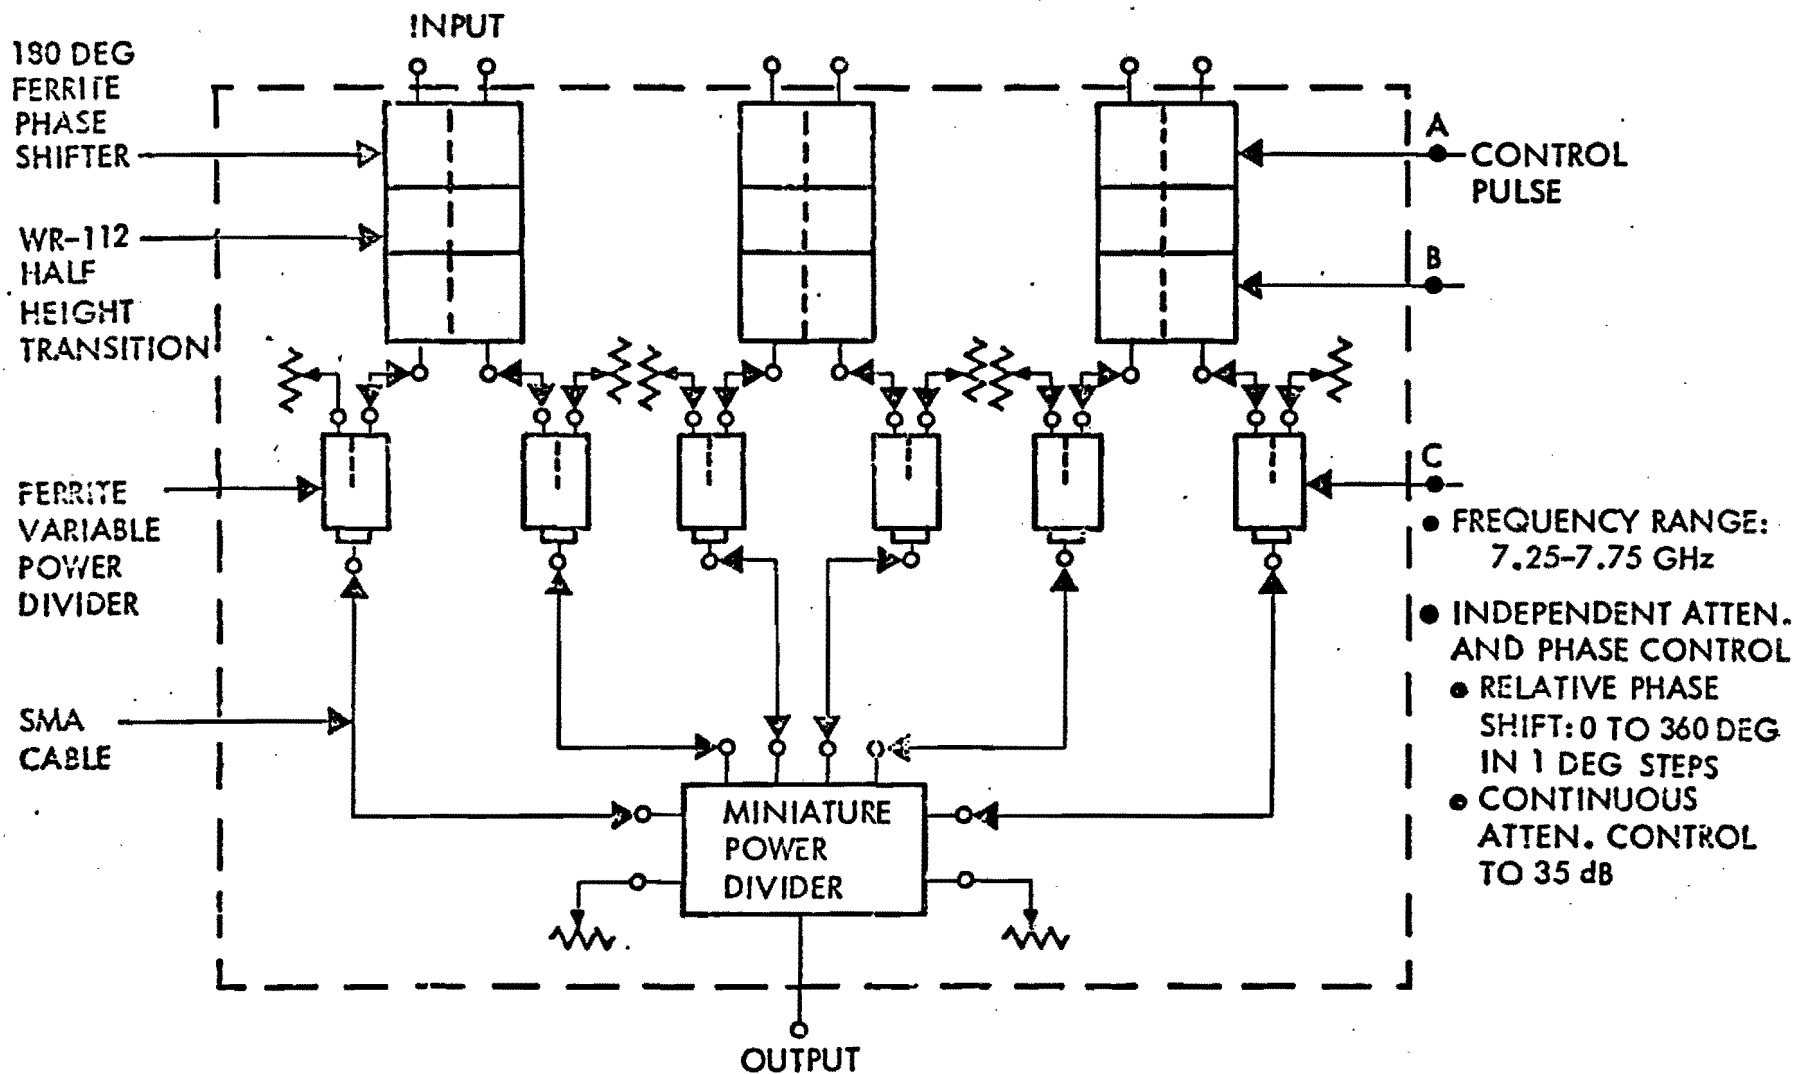 INPUT
180 DEG
FERRITE
PHASE
SHIFTER
WR-112
HALF
HEIGHT
TRANSITION
FERRITE
VARIABLE
POWER
DIVIDER
SMA
CABLE
A
CONTROL
PULSE
B
C
• FREQUENCY RANGE:
7.25-7.75 GHz
• INDEPENDENT ATTEN.
AND PHASE CONTROL
• RELATIVE PHASE
SHIFT: 0 TO 360 DEG
IN 1 DEG STEPS
• CONTINUOUS
ATTEN. CONTROL
TO 35 dB
MINIATURE
POWER
DIVIDER
OUTPUT